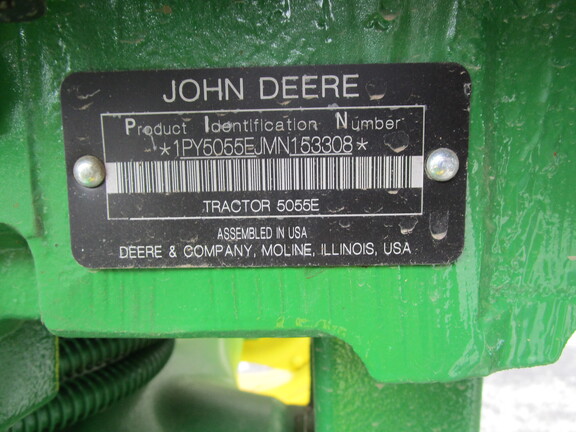 JOHN DEERE
Product Identification Number
*1PY5055EJMN153308*
TRACTOR 5055E
ASSEMBLED IN USA
DEERE & COMPANY, MOLINE, ILLINOIS, USA